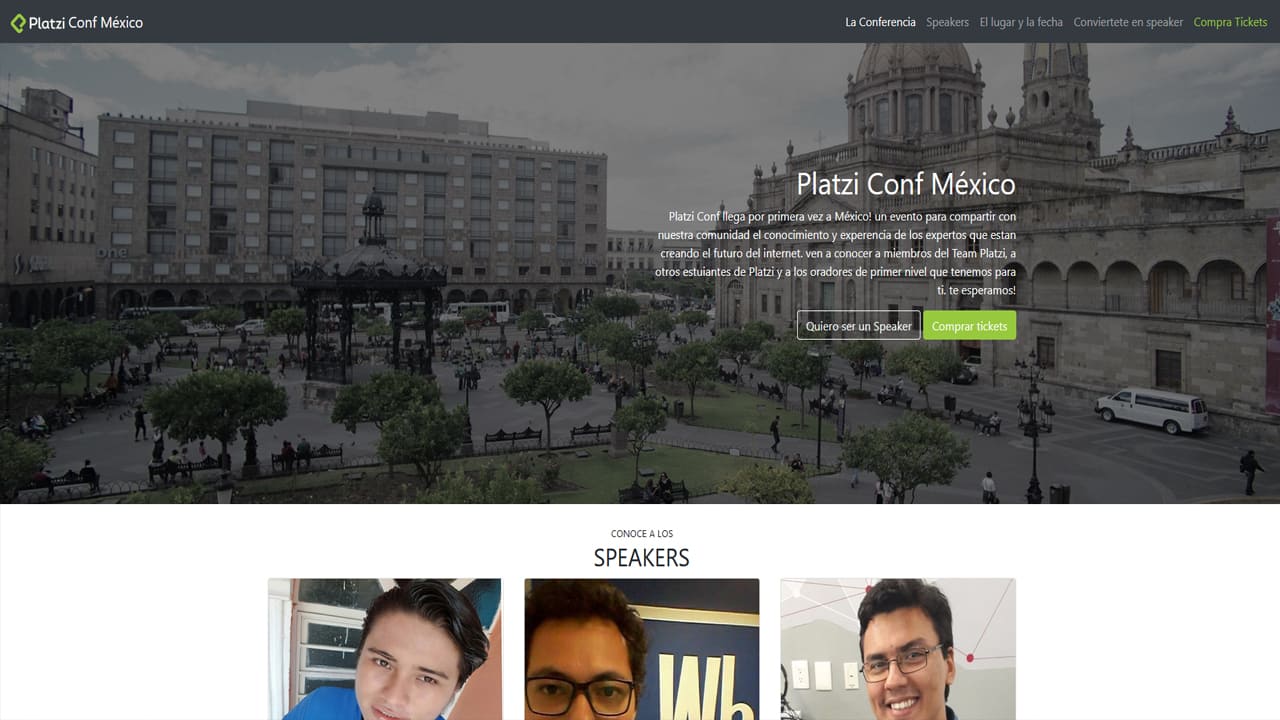 Platzi Conf México
La Conferencia Speakers El lugar y la fecha Conviertete en speaker Compra Tickets
one
Platzi Conf México
Platzi Conf llega por primera vez a México! un evento para compartir con
nuestra comunidad el conocimiento y experencia de los expertos que estan
creando el futuro del internet. ven a conocer a miembros del Team Platzi, a
otros estuiantes de Platzi y a los oradores de primer nivel que tenemos para
ti. te esperamos!
Quiero ser un Speaker Comprar tickets
CONOCE A LOS
SPEAKERS